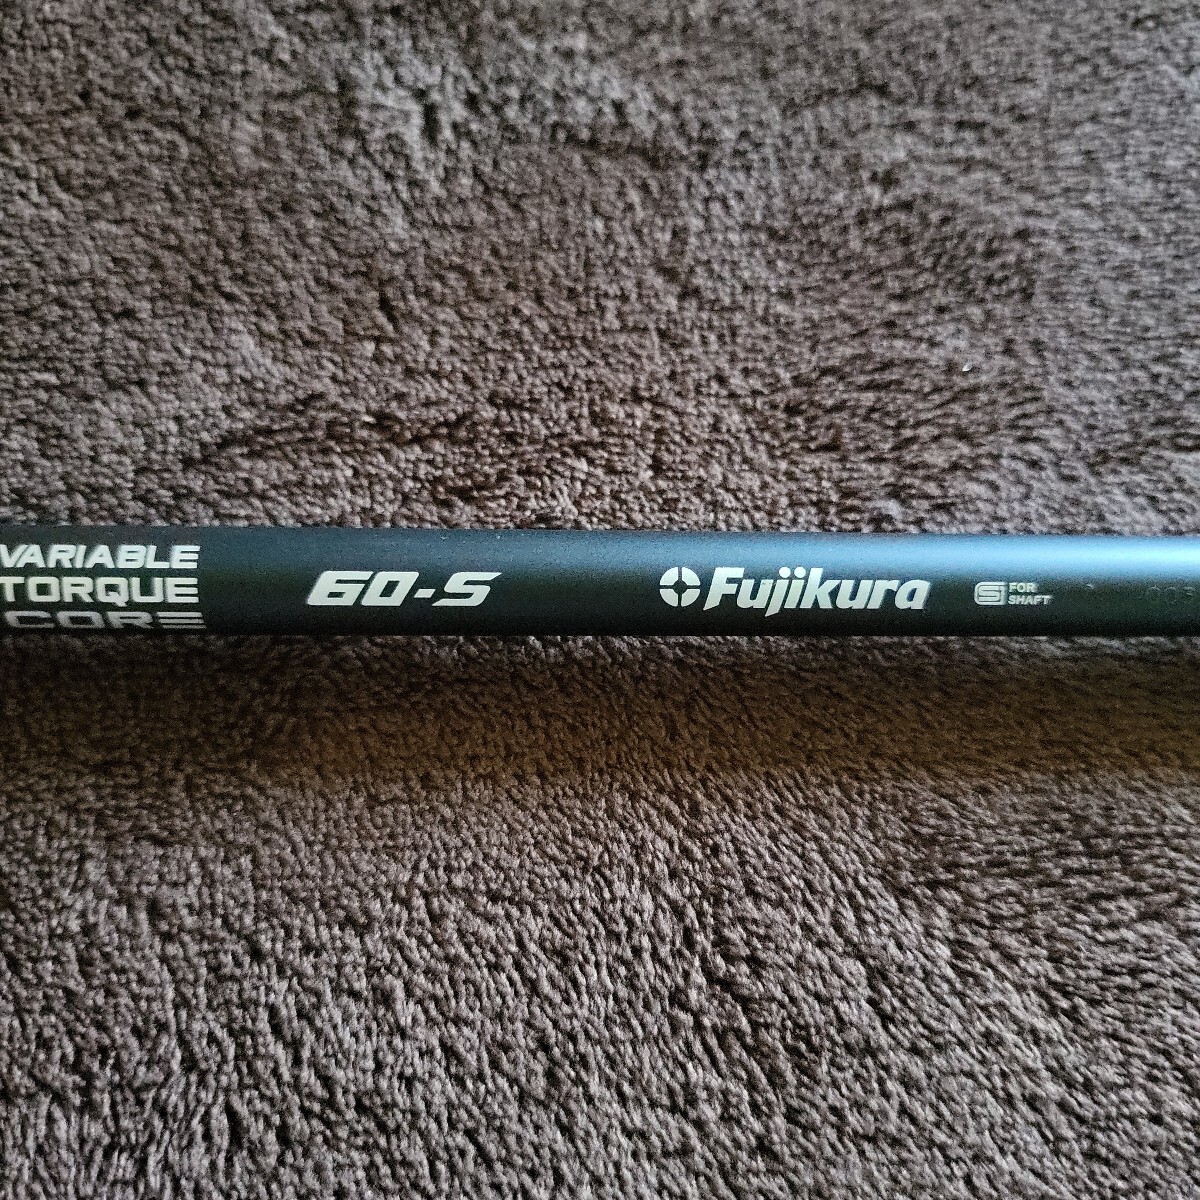 VARIABLE
TORQUE
CORE
60-S
Fujikura
FOR
SHAFT